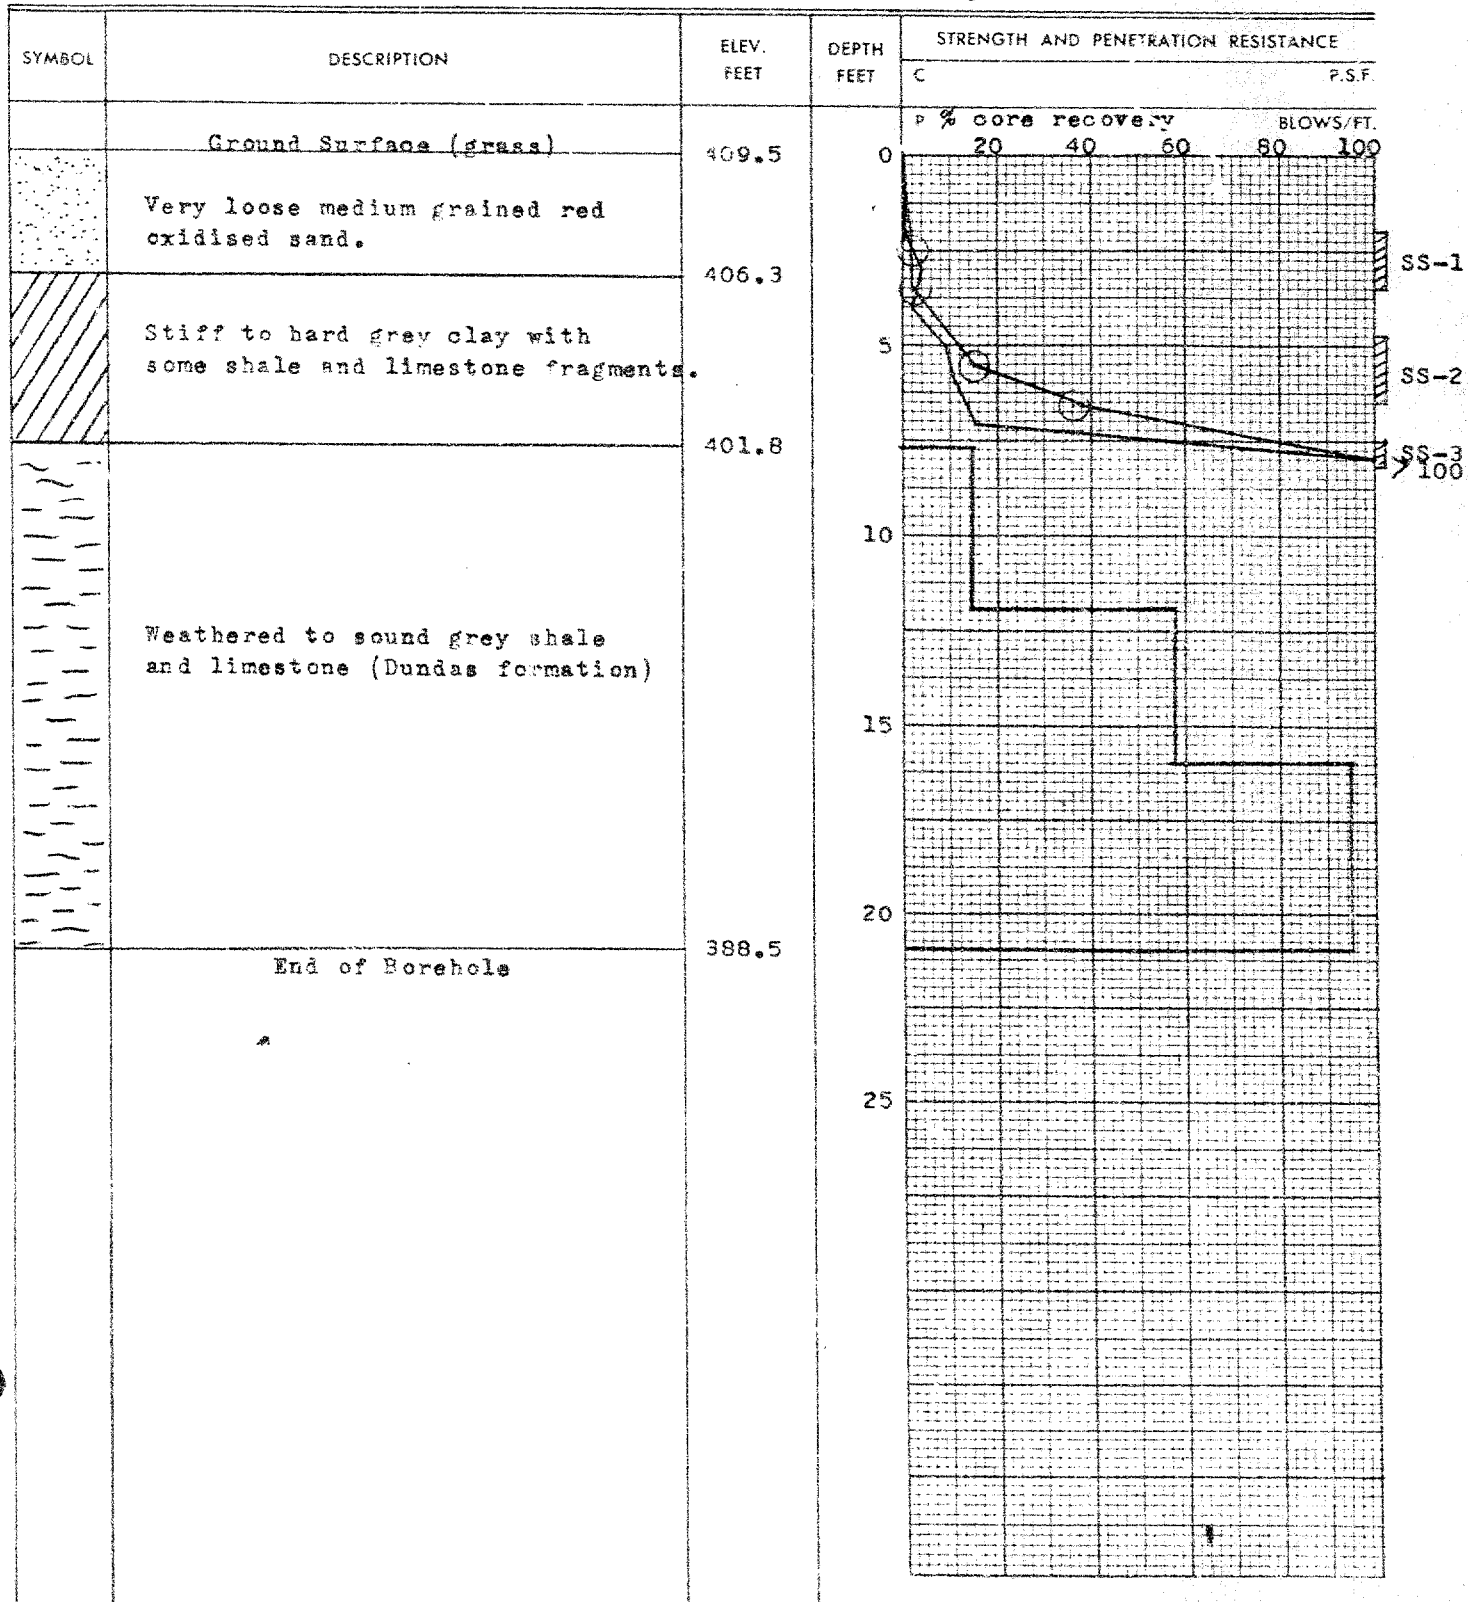 SYMBOL
DESCRIPTION
ELEV.
FEET
DEPTH
FEET
STRENGTH AND PENETRATION RESISTANCE
C P.S.F.
P % core recovery BLOWS/FT.
20 40 60 80 100
Ground Surface (grass)
409.5
0
Very loose medium grained red
oxidised sand.
SS-1
406.3
Stiff to hard grey clay with
some shale and limestone fragments.
5
SS-2
401.8
SS-3
>100
10
Weathered to sound grey shale
and limestone (Dundas formation)
15
20
388.5
End of Borehole
25